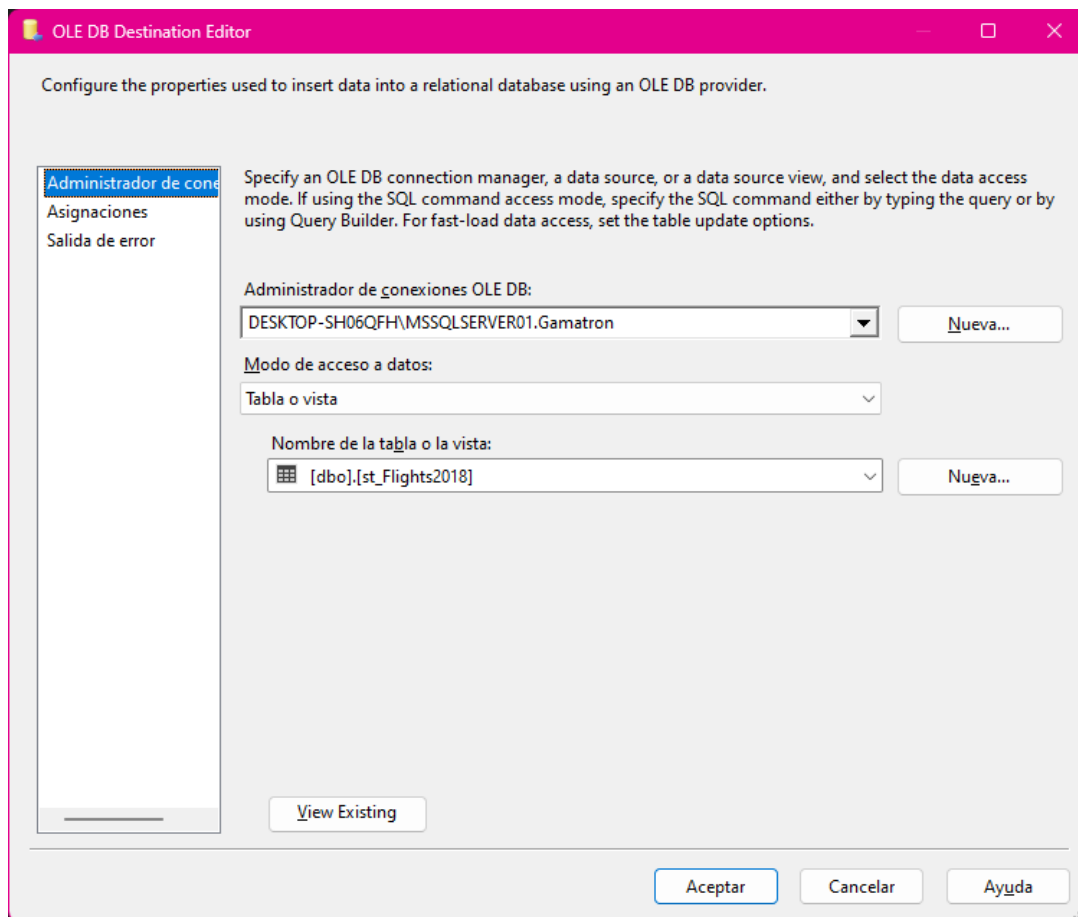 OLE DB Destination Editor
Configure the properties used to insert data into a relational database using an OLE DB provider.
Administrador de cone
Asignaciones
Salida de error
Specify an OLE DB connection manager, a data source, or a data source view, and select the data access
mode. If using the SQL command access mode, specify the SQL command either by typing the query or by
using Query Builder. For fast-load data access, set the table update options.
Administrador de conexiones OLE DB:
DESKTOP-SH06QFH\MSSQLSERVER01.Gamatron
Nueva...
Modo de acceso a datos:
Tabla o vista
Nombre de la tabla o la vista:
[dbo].[st_Flights2018]
Nueva...
View Existing
Aceptar
Cancelar
Ayuda